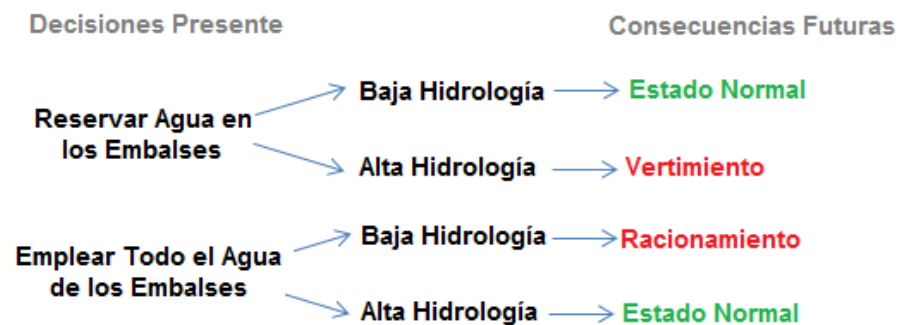 Decisiones Presente
Consecuencias Futuras
Baja Hidrología
Estado Normal
Reservar Agua en
los Embalses
Alta Hidrología
Vertimiento
Baja Hidrología
Racionamiento
Emplear Todo el Agua
de los Embalses
Alta Hidrología
Estado Normal